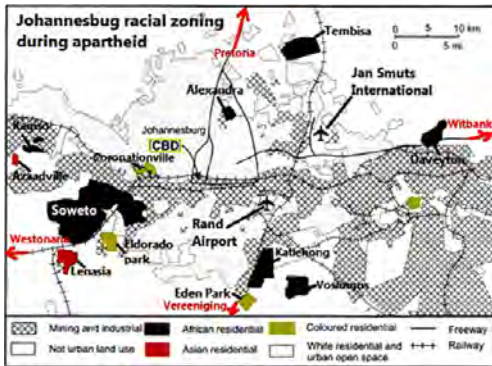 Johannesbug racial zoning
during apartheid
0 5 10 km
0 5 mi.
Tembisa
Pretoria
Alexandra
Jan Smuts
International
Johannesburg
CBD
Witbank
Coronationville
Daveyton
Azaadville
Soweto
Rand
Airport
Westonaria
Eldorado
park
Lenasia
Katlehong
Vosloorus
Eden Park
Vereeniging
Mining and industrial
African residential
Coloured residential
Freeway
Not urban land use
Asian residential
White residential and
urban open space
Railway